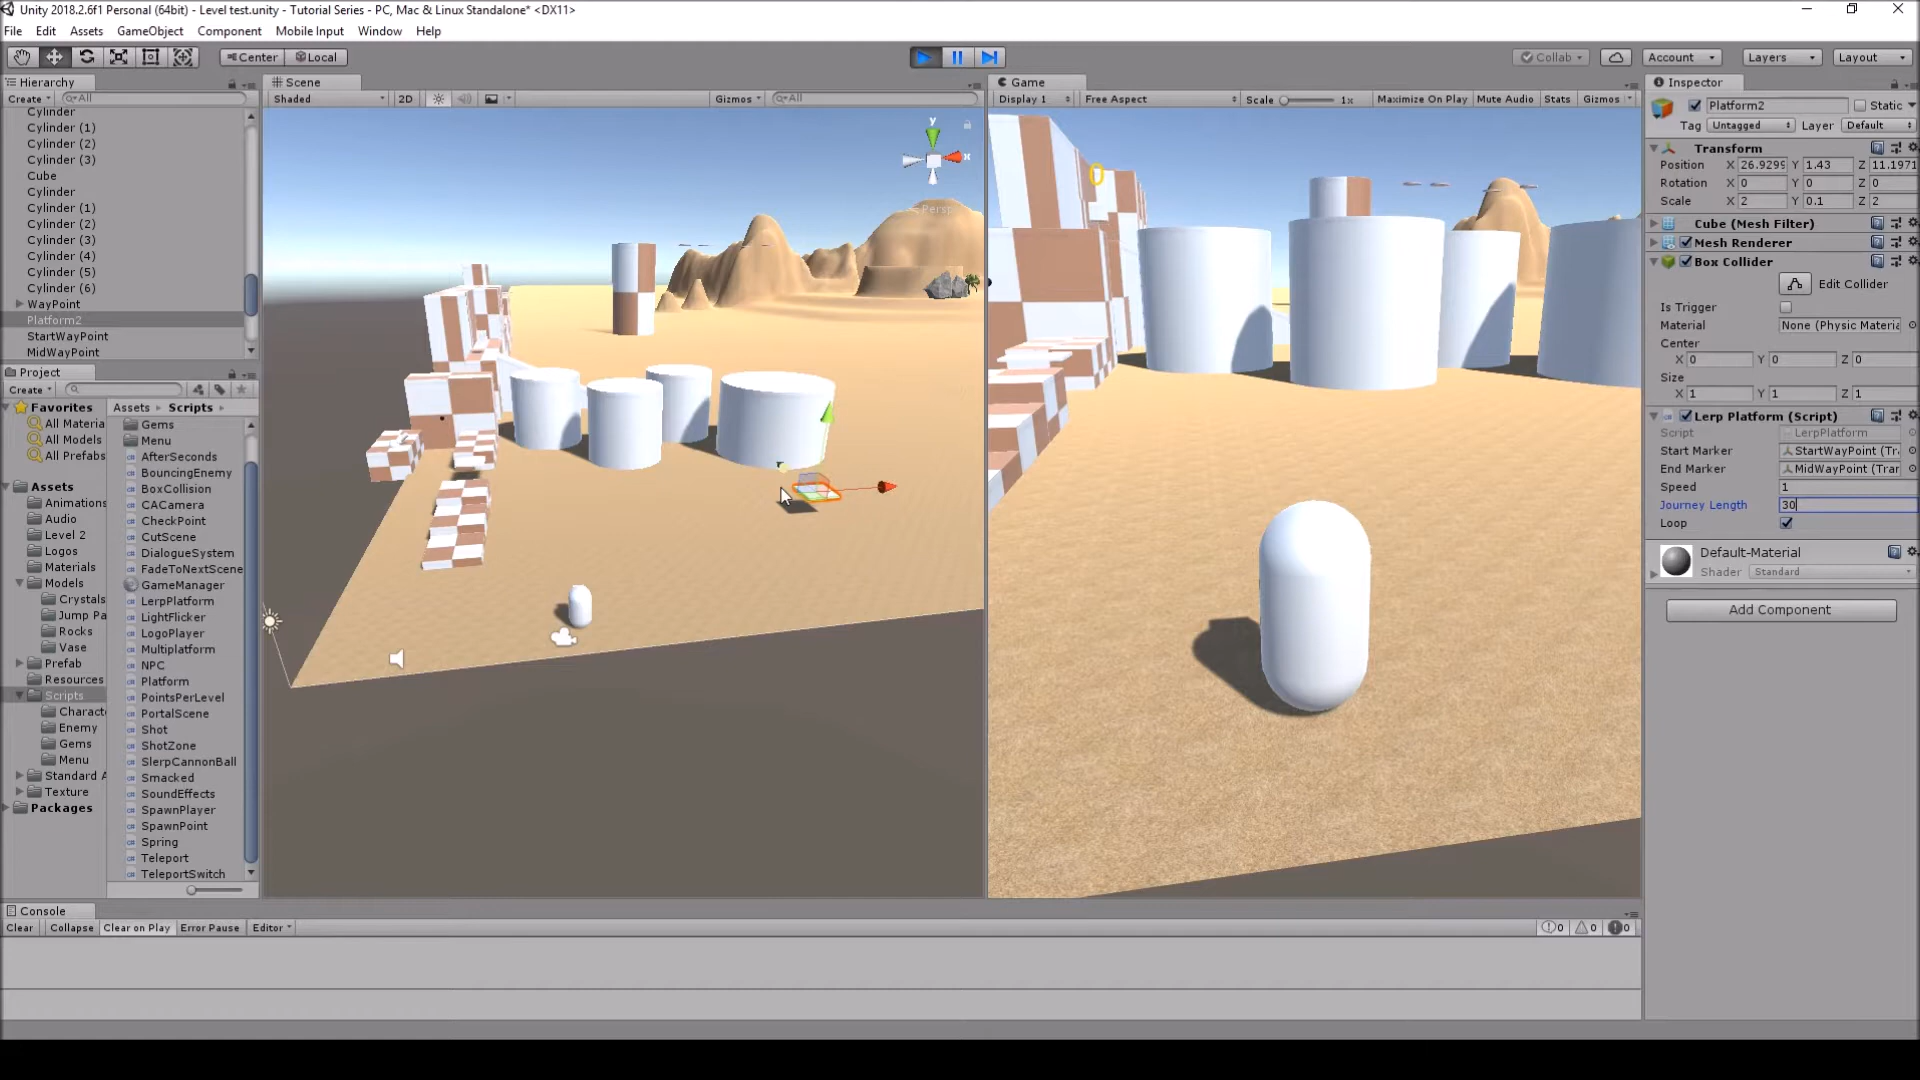 Unity 2018.2.6f1 Personal (64bit) - Level test.unity - Tutorial Series - PC, Mac & Linux Standalone* <DX11>
File Edit Assets GameObject Component Mobile Input Window Help
Center Local
Collab Account Layers Layout
Hierarchy
Create All
Cylinder
Cylinder (1)
Cylinder (2)
Cylinder (3)
Cube
Cylinder
Cylinder (1)
Cylinder (2)
Cylinder (3)
Cylinder (4)
Cylinder (5)
Cylinder (6)
WayPoint
Platform2
StartWayPoint
MidWayPoint
Project
Create
Favorites
All Materia
All Models
All Prefabs
Assets
Animations
Audio
Level 2
Logos
Materials
Models
Crystals
Jump Pa
Rocks
Vase
Prefab
Resources
Scripts
Charact
Enemy
Gems
Menu
Standard A
Texture
Packages
Assets Scripts
Gems
Menu
AfterSeconds
BouncingEnemy
BoxCollision
CACamera
CheckPoint
CutScene
DialogueSystem
FadeToNextScene
GameManager
LerpPlatform
LightFlicker
LogoPlayer
Multiplatform
NPC
Platform
PointsPerLevel
PortalScene
Shot
ShotZone
SlerpCannonBall
Smacked
SoundEffects
SpawnPlayer
SpawnPoint
Spring
Teleport
TeleportSwitch
Scene
Shaded 2D Gizmos All
y
x
Persp
Game
Display 1 Free Aspect Scale 1x Maximize On Play Mute Audio Stats Gizmos
0
Inspector
Platform2 Static
Tag Untagged Layer Default
Transform
Position X 26.9299 Y 1.43 Z 11.1971
Rotation X 0 Y 0 Z 0
Scale X 2 Y 0.1 Z 2
Cube (Mesh Filter)
Mesh Renderer
Box Collider
Edit Collider
Is Trigger
Material None (Physic Materia
Center
X 0 Y 0 Z 0
Size
X 1 Y 1 Z 1
Lerp Platform (Script)
Script LerpPlatform
Start Marker StartWayPoint (Tr
End Marker MidWayPoint (Tran
Speed 1
Journey Length 30
Loop
Default-Material
Shader Standard
Add Component
Console
Clear Collapse Clear on Play Error Pause Editor 0 0 0